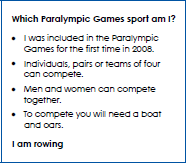 Which Paralympic Games sport am I?
• I was included in the Paralympic
Games for the first time in 2008.
• Individuals, pairs or teams of four
can compete.
• Men and women can compete
together.
• To compete you will need a boat
and oars.
I am rowing